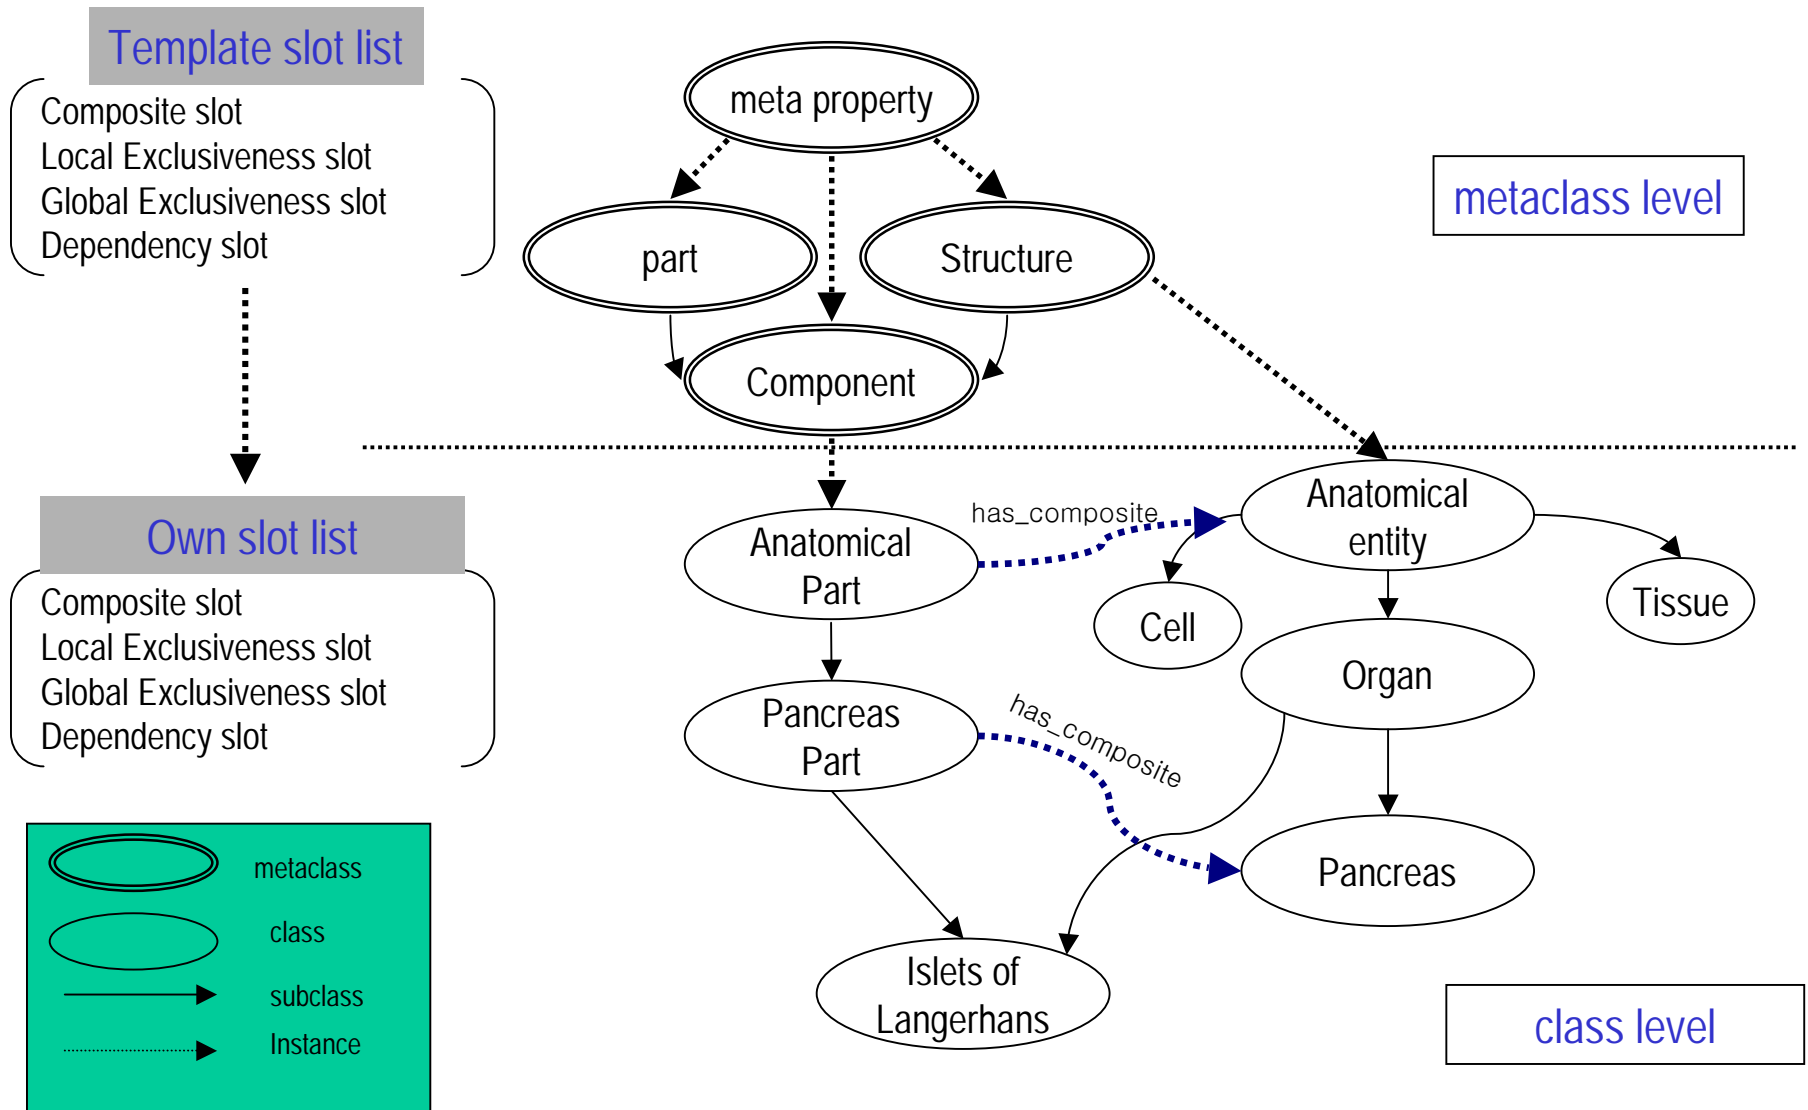 Template slot list
Composite slot
Local Exclusiveness slot
Global Exclusiveness slot
Dependency slot
meta property
part
Structure
Component
metaclass level
Own slot list
Composite slot
Local Exclusiveness slot
Global Exclusiveness slot
Dependency slot
Anatomical
Part
has_composite
Anatomical
entity
Cell
Tissue
Organ
Pancreas
Part
has_composite
Pancreas
Islets of
Langerhans
metaclass
class
subclass
Instance
class level